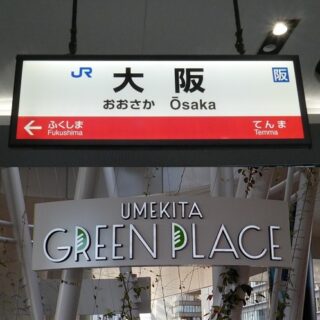 JR 大阪 阪
おおさか Ōsaka
← ふくしま てんま
Fukushima Temma
UMEKITA
GREEN PLACE